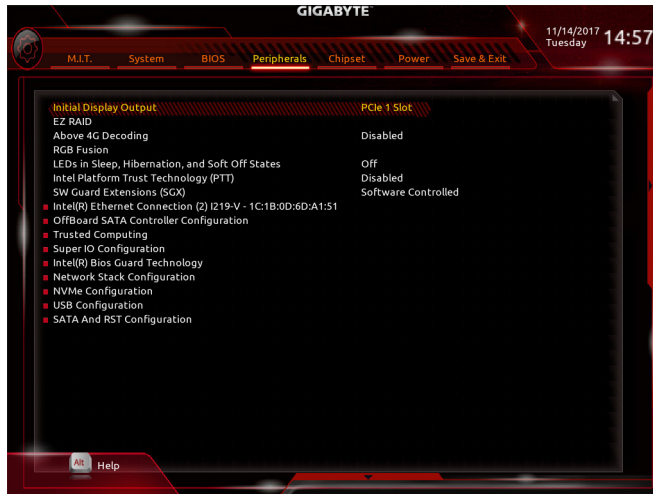 GIGABYTE™
11/14/2017 14:57
Tuesday
M.I.T. System BIOS Peripherals Chipset Power Save & Exit
Initial Display Output PCIe 1 Slot
EZ RAID
Above 4G Decoding Disabled
RGB Fusion
LEDs in Sleep, Hibernation, and Soft Off States Off
Intel Platform Trust Technology (PTT) Disabled
SW Guard Extensions (SGX) Software Controlled
Intel(R) Ethernet Connection (2) I219-V - 1C:1B:0D:6D:A1:51
OffBoard SATA Controller Configuration
Trusted Computing
Super IO Configuration
Intel(R) Bios Guard Technology
Network Stack Configuration
NVMe Configuration
USB Configuration
SATA And RST Configuration
Alt Help